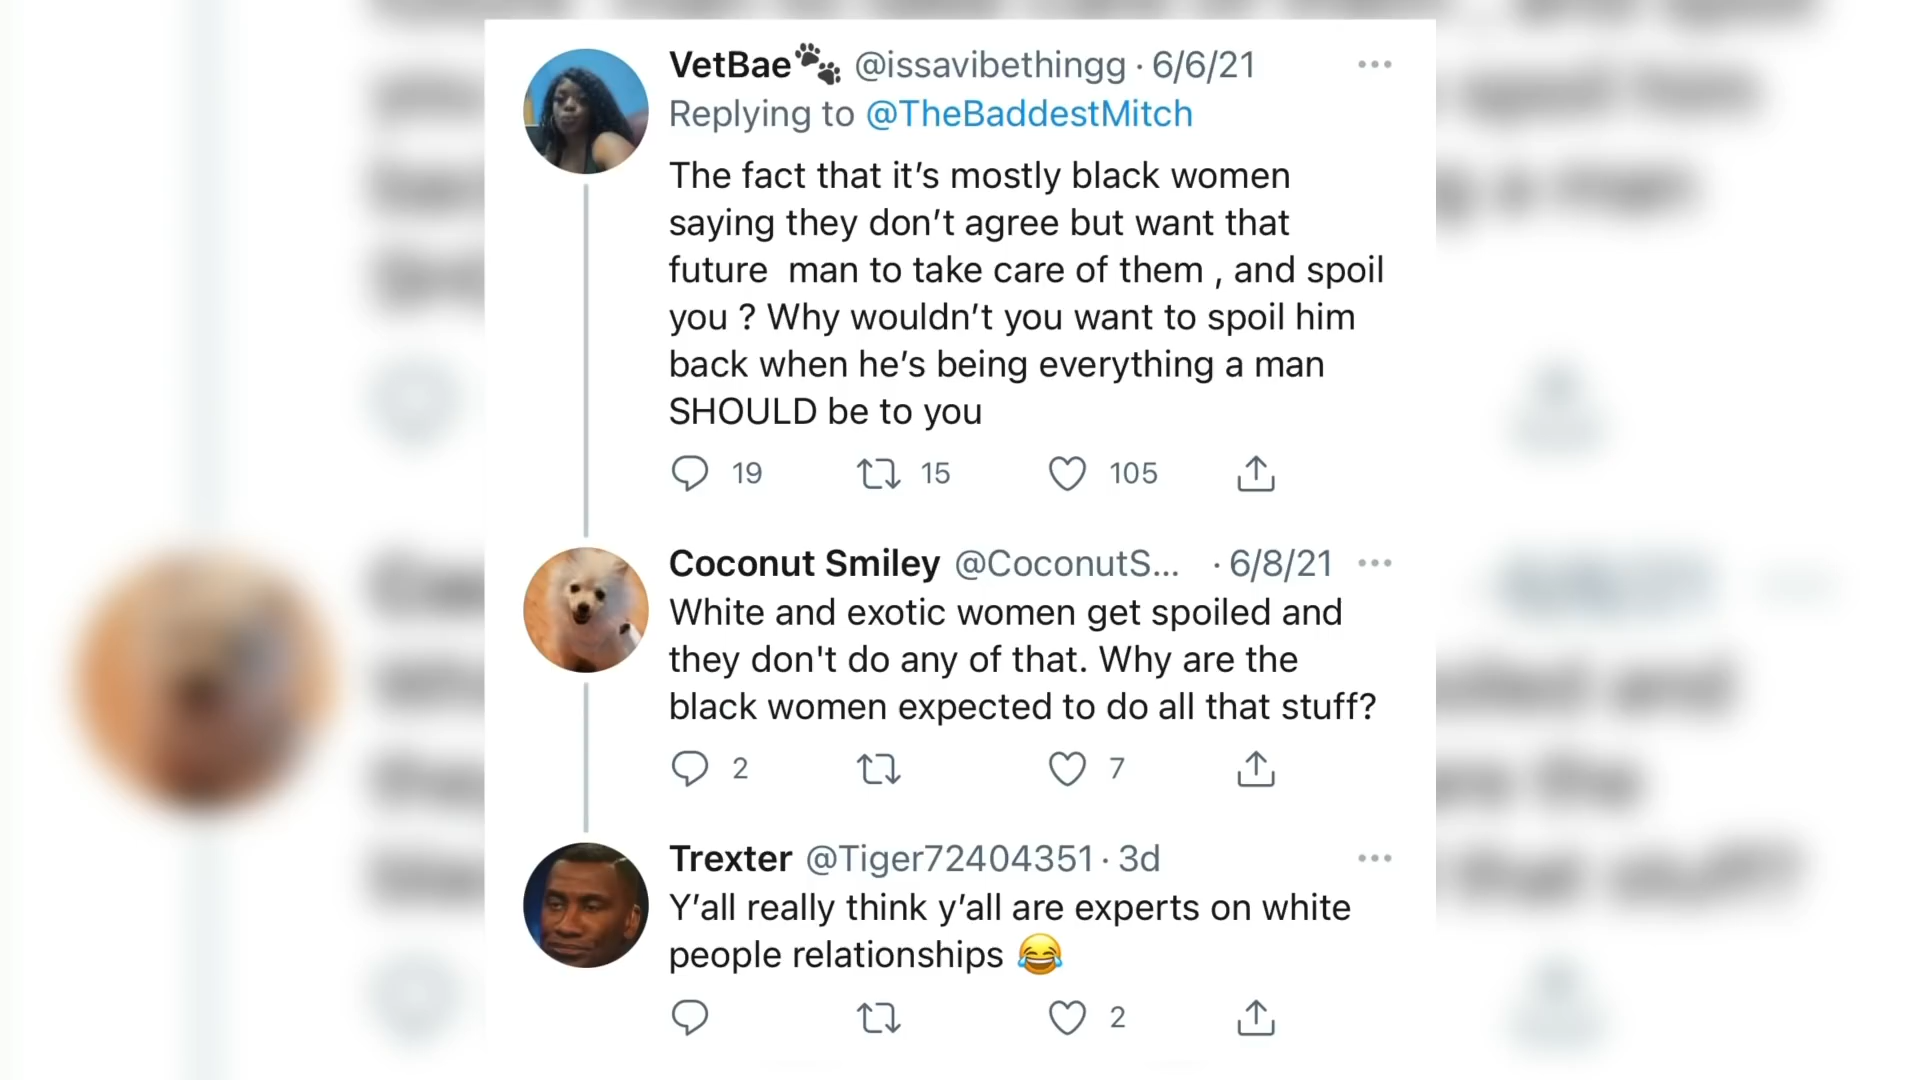 VetBae🐾 @issavibethingg · 6/6/21
Replying to @TheBaddestMitch
The fact that it’s mostly black women
saying they don’t agree but want that
future  man to take care of them , and spoil
you ? Why wouldn’t you want to spoil him
back when he’s being everything a man
SHOULD be to you
19 15 105
Coconut Smiley @CoconutS... · 6/8/21
White and exotic women get spoiled and
they don't do any of that. Why are the
black women expected to do all that stuff?
2 7
Trexter @Tiger72404351 · 3d
Y’all really think y’all are experts on white
people relationships 😂
2